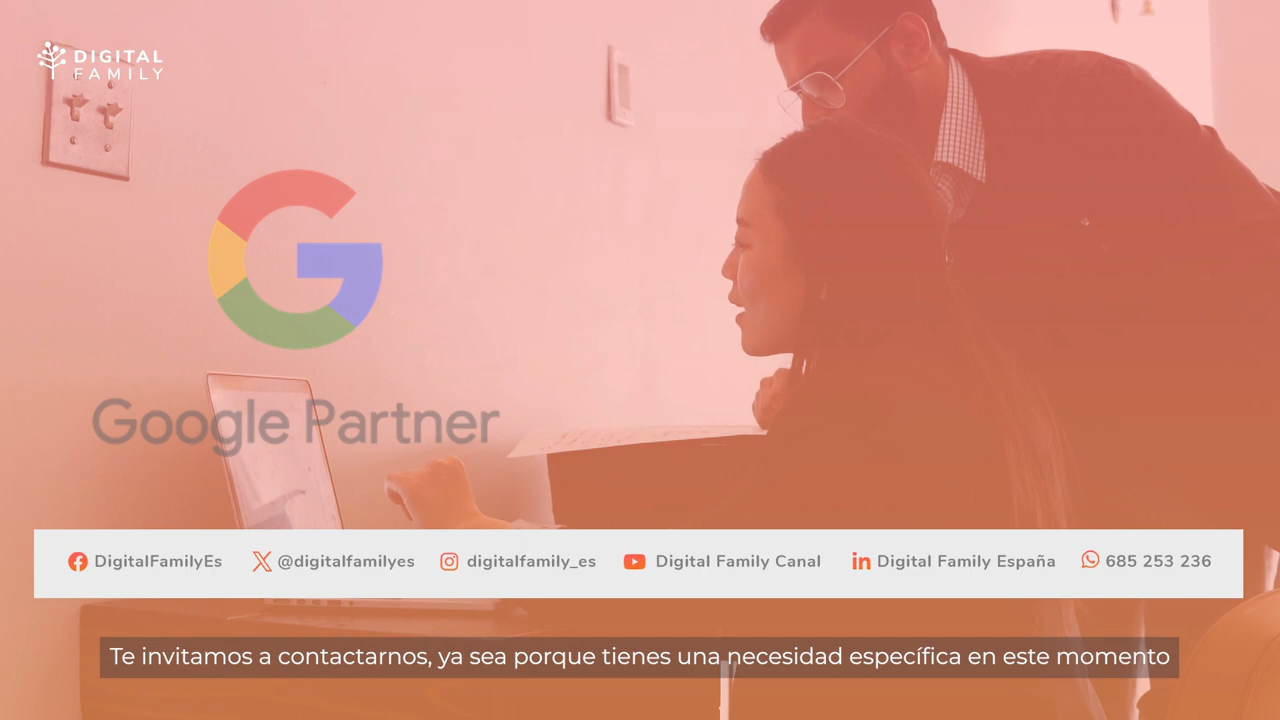 DIGITAL
FAMILY
Google Partner
DigitalFamilyEs @digitalfamilyes digitalfamily_es Digital Family Canal Digital Family España 685 253 236
Te invitamos a contactarnos, ya sea porque tienes una necesidad específica en este momento